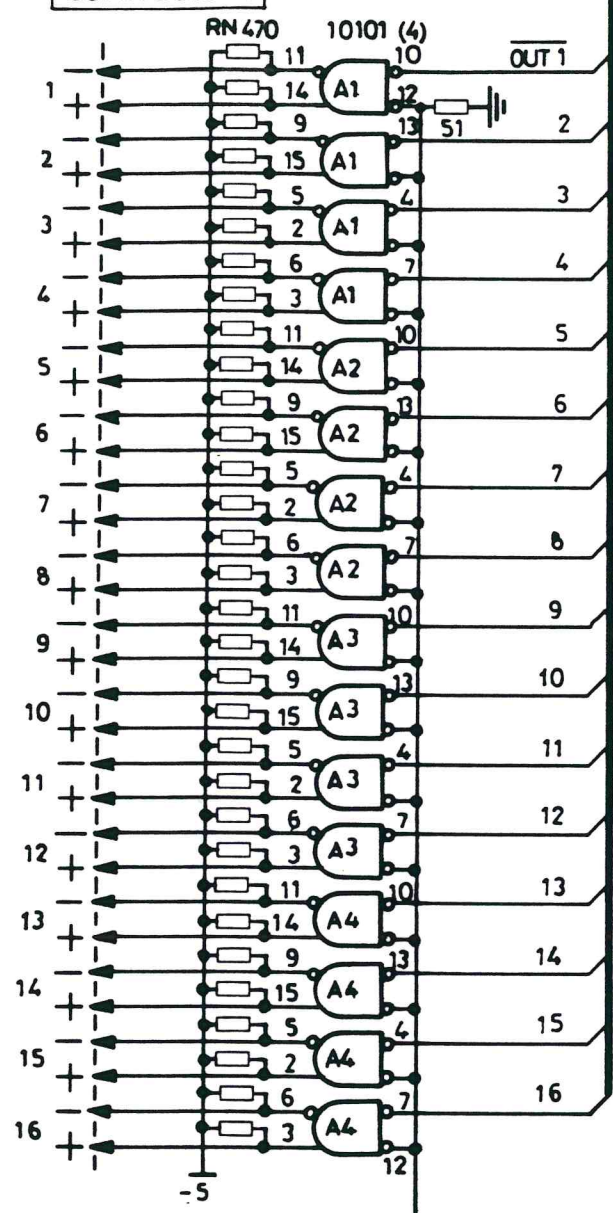 RN 470 10101 (4)
11 10 OUT 1
1 − + 14 A1 12 51
9 13 2
2 − + 15 A1
5 4 3
3 − + 2 A1
6 7 4
4 − + 3 A1
11 10 5
5 − + 14 A2
9 13 6
6 − + 15 A2
5 4 7
7 − + 2 A2
6 7 8
8 − + 3 A2
11 10 9
9 − + 14 A3
9 13 10
10 − + 15 A3
5 4 11
11 − + 2 A3
6 7 12
12 − + 3 A3
11 10 13
13 − + 14 A4
9 13 14
14 − + 15 A4
5 4 15
15 − + 2 A4
6 7 16
16 − + 3 A4 12
-5